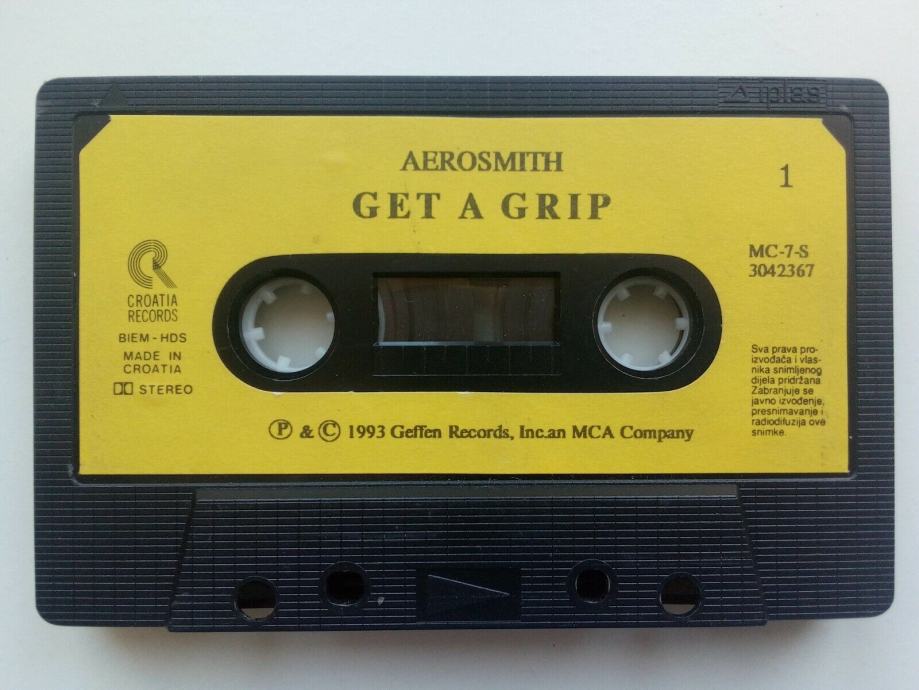 iplas
AEROSMITH
GET A GRIP
1
MC-7-S
3042367
CROATIA
RECORDS
BIEM - HDS
MADE IN
CROATIA
STEREO
Sva prava pro-
izvođača i vlas-
nika snimljenog
dijela pridržana
Zabranjuje se
javno izvođenje,
presnimavanje i
radiodifuzija ove
snimke.
Ⓟ & © 1993 Geffen Records, Inc.an MCA Company